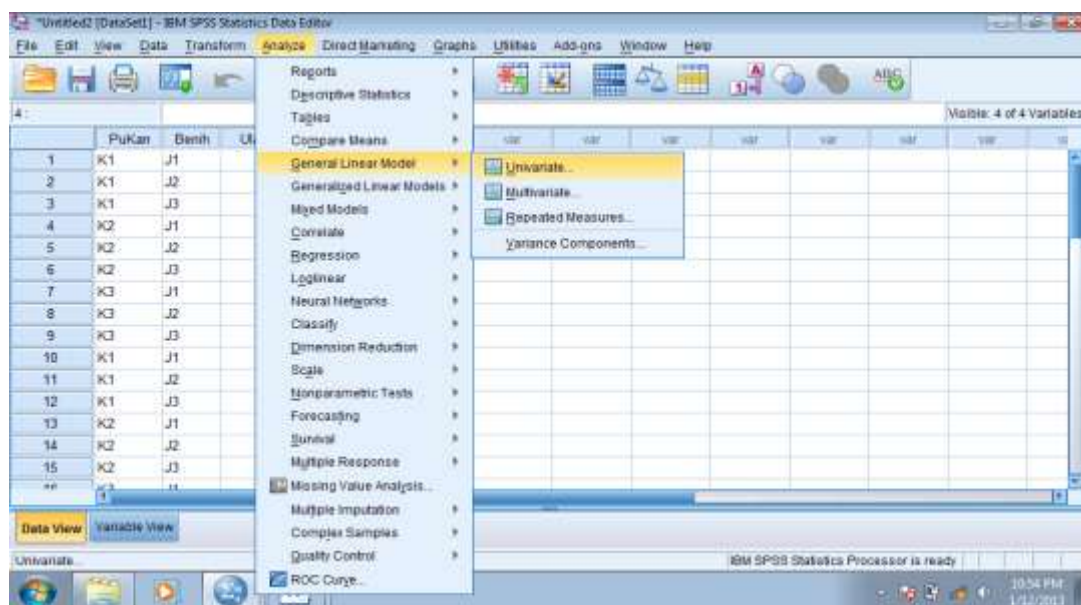 *Untitled2 [DataSet1] - IBM SPSS Statistics Data Editor
File Edit View Data Transform Analyze Direct Marketing Graphs Utilities Add-ons Window Help
4 : Visible: 4 of 4 Variables
PuKan Benih var var var var var var var
1 K1 J1
2 K1 J2
3 K1 J3
4 K2 J1
5 K2 J2
6 K2 J3
7 K3 J1
8 K3 J2
9 K3 J3
10 K1 J1
11 K1 J2
12 K1 J3
13 K2 J1
14 K2 J2
15 K2 J3
Reports
Descriptive Statistics
Tables
Compare Means
General Linear Model
Generalized Linear Models
Mixed Models
Correlate
Regression
Loglinear
Neural Networks
Classify
Dimension Reduction
Scale
Nonparametric Tests
Forecasting
Survival
Multiple Response
Missing Value Analysis...
Multiple Imputation
Complex Samples
Quality Control
ROC Curve...
Univariate...
Multivariate...
Repeated Measures...
Variance Components...
Data View Variable View
Univariate... IBM SPSS Statistics Processor is ready
10:54 PM
1/12/2013